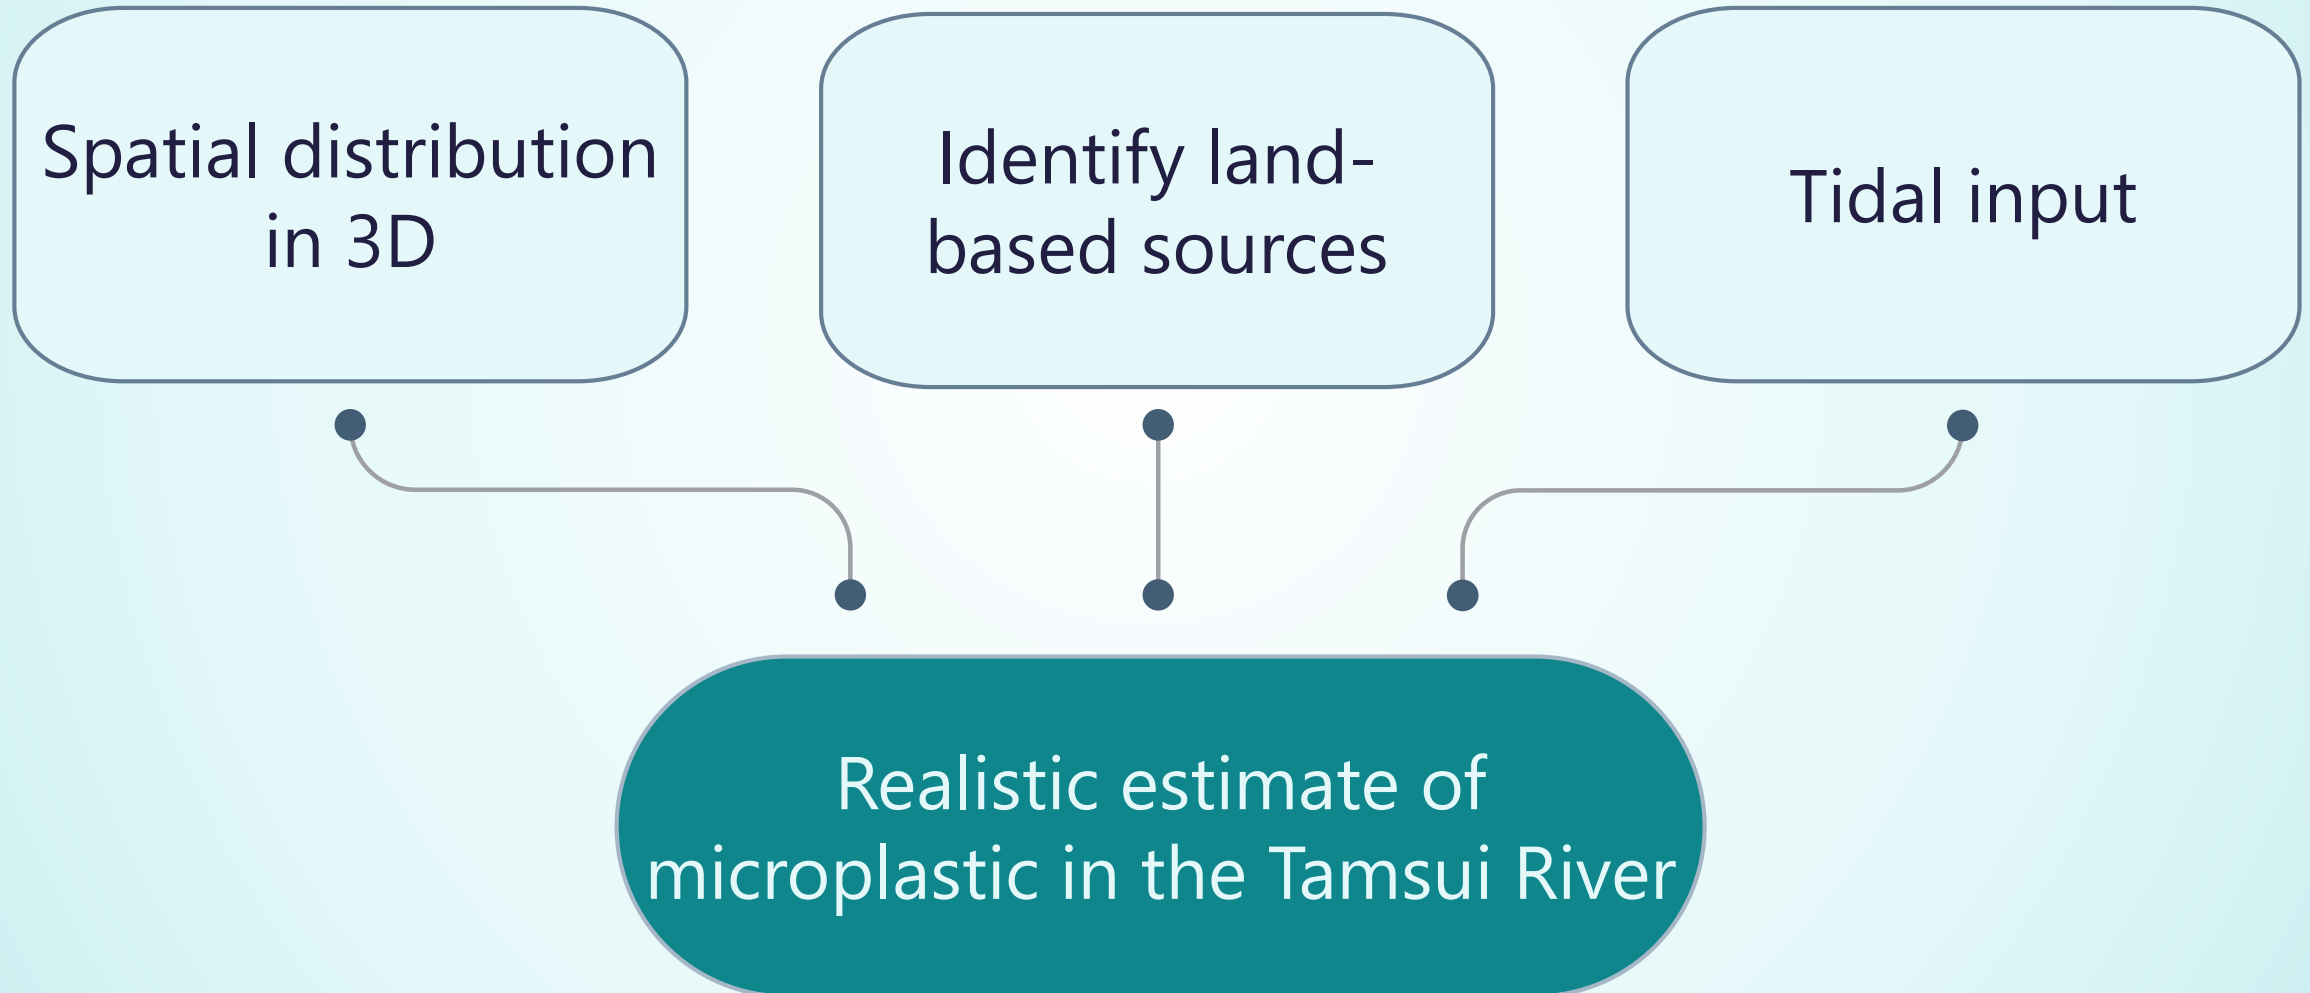 Spatial distribution
in 3D
Identify land-
based sources
Tidal input
Realistic estimate of
microplastic in the Tamsui River